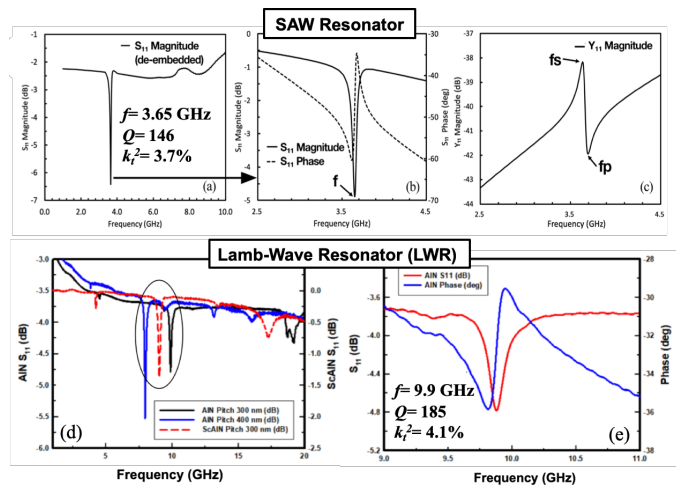 SAW Resonator
S11 Magnitude
(de-embedded)
f= 3.65 GHz
Q= 146
kt2= 3.7%
(a)
S11 Magnitude (dB)
-1
-2
-3
-4
-5
-6
-7
0.0 2.0 4.0 6.0 8.0 10.0
Frequency (GHz)
S11 Magnitude (dB)
0
-1
-2
-3
-4
-5
S11 Magnitude
S11 Phase
f
(b)
S11 Phase (deg)
-30
-40
-50
-60
-70
2.5 3.5 4.5
Frequency (GHz)
Y11 Magnitude (dB)
-37
-38
-39
-40
-41
-42
-43
-44
Y11 Magnitude
fs
fp
(c)
2.5 3.5 4.5
Frequency (GHz)
Lamb-Wave Resonator (LWR)
AlN S11 (dB)
-3.0
-3.5
-4.0
-4.5
-5.0
-5.5
-6.0
AlN Pitch 300 nm (dB)
AlN Pitch 400 nm (dB)
ScAlN Pitch 300 nm (dB)
(d)
ScAlN S11 (dB)
0.0
-0.5
-1.0
-1.5
-2.0
-2.5
5 10 15 20
Frequency (GHz)
S11 (dB)
-3.6
-4.0
-4.8
-5.2
AlN S11 (dB)
AlN Phase (deg)
f= 9.9 GHz
Q= 185
kt2= 4.1%
(e)
Phase (deg)
-28
-30
-32
-34
-36
-38
9.0 9.5 10.0 10.5 11.0
Frequency (GHz)